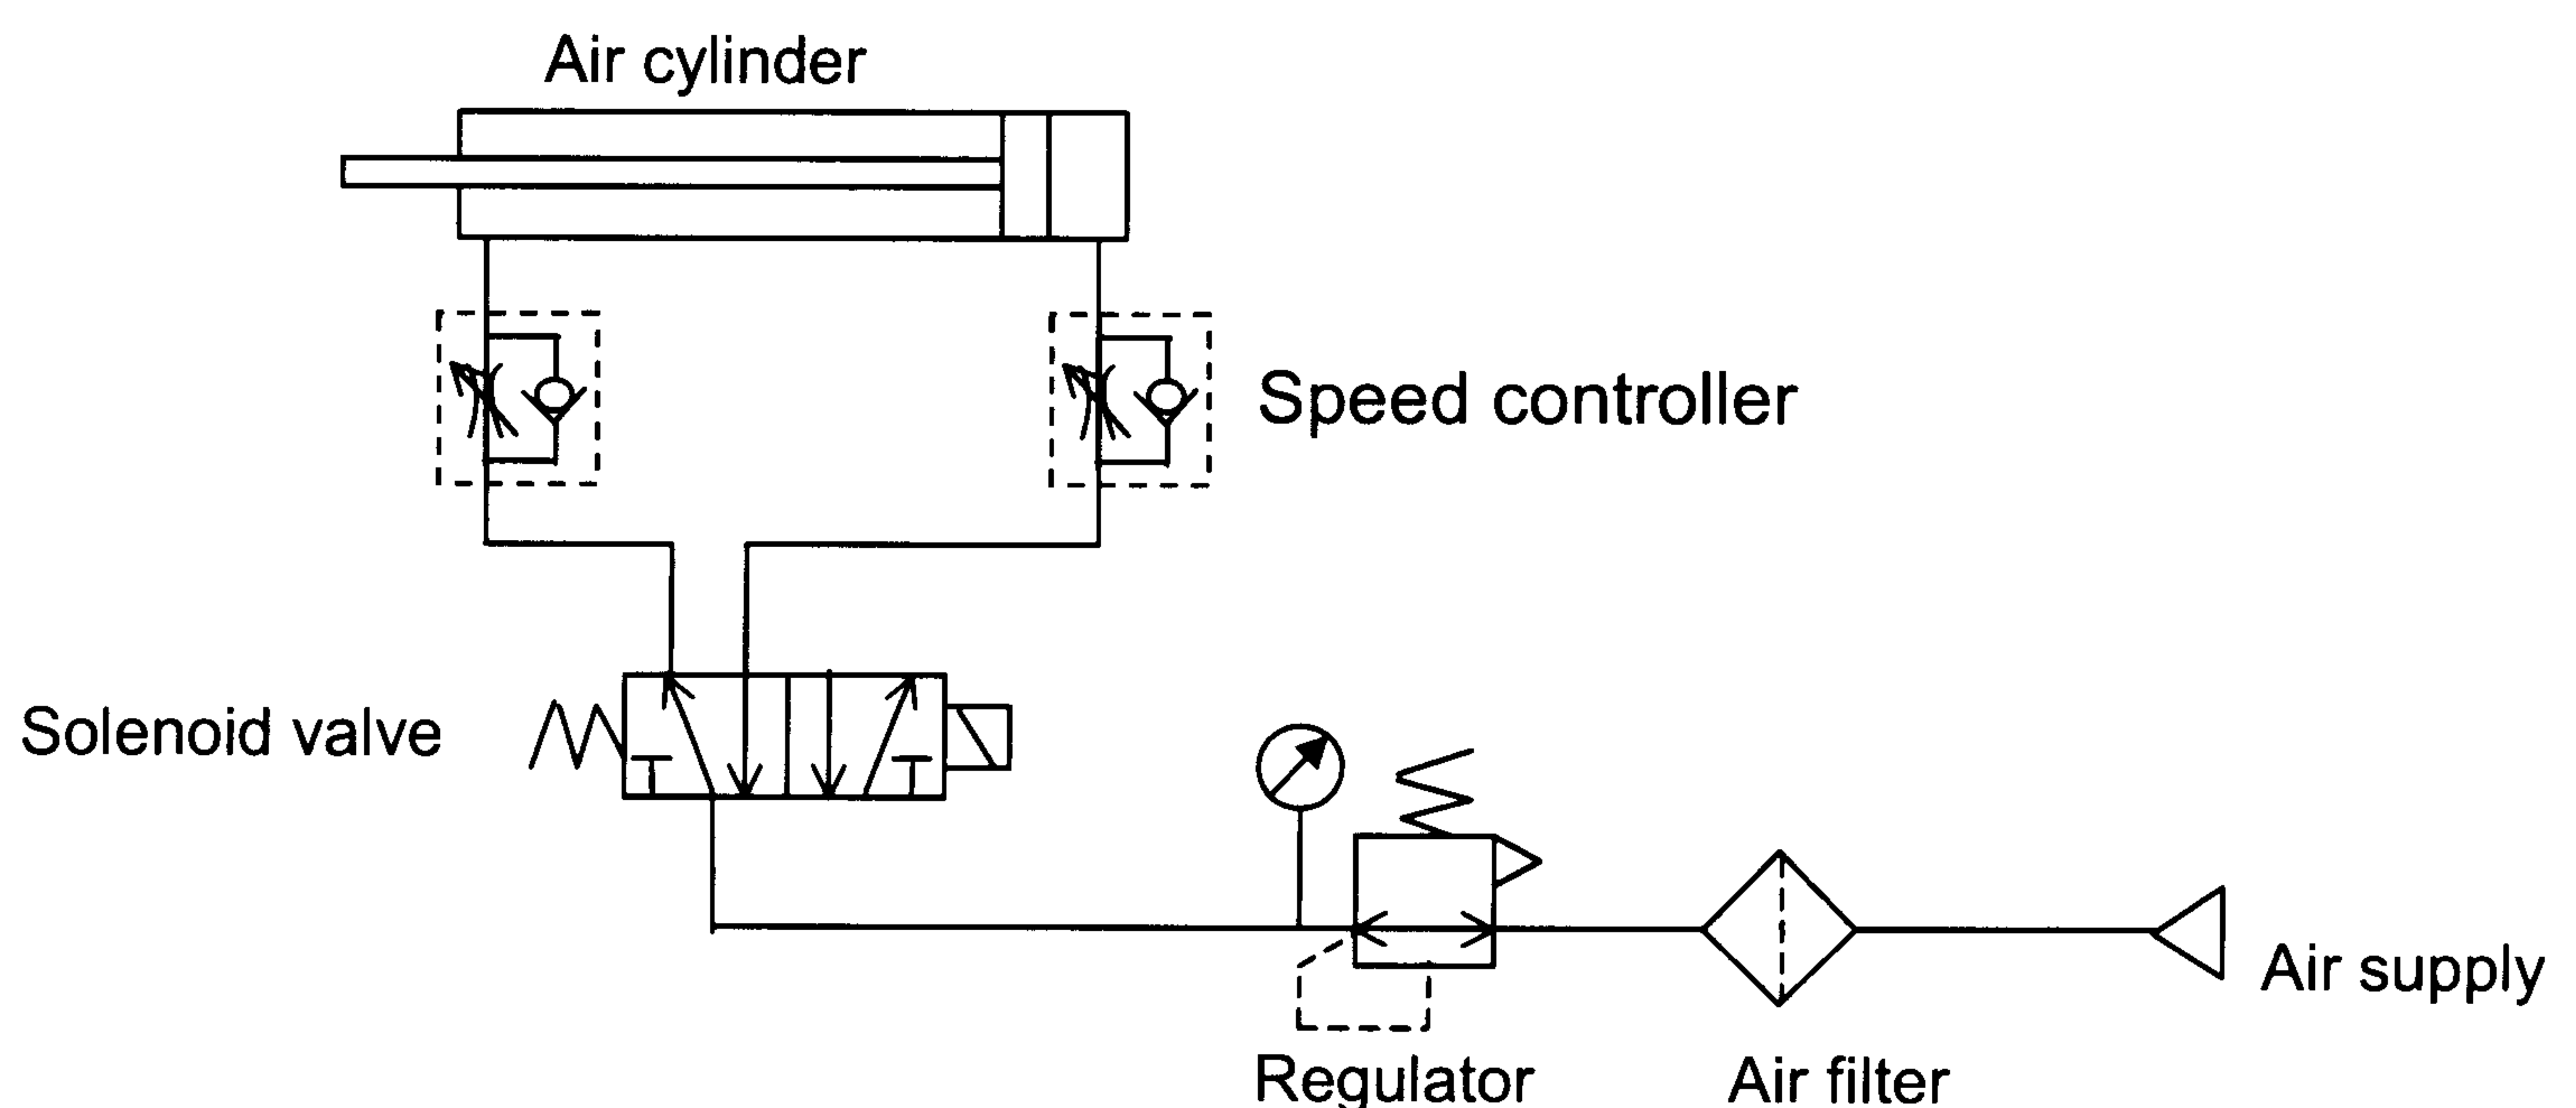 Air cylinder
Speed controller
Solenoid valve
Air supply
Regulator
Air filter